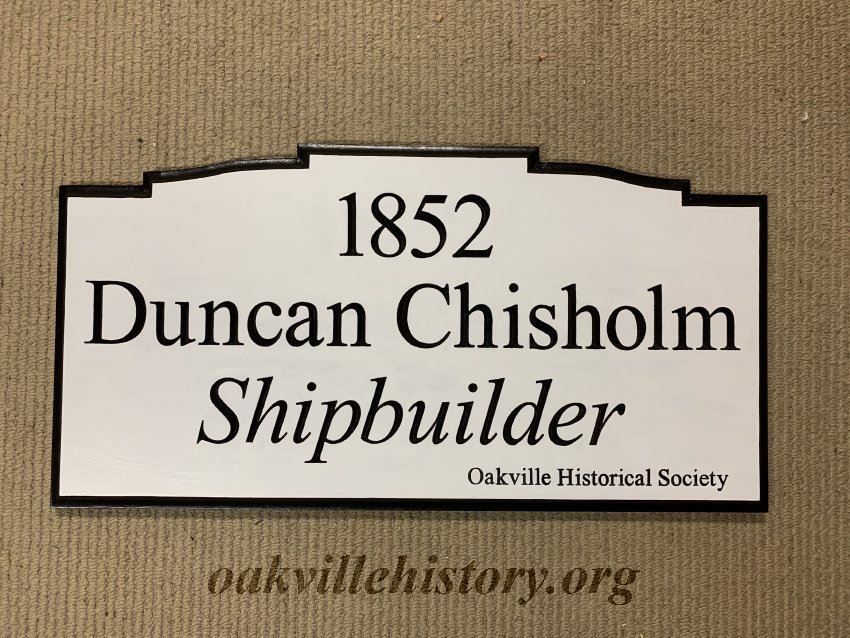 1852
Duncan Chisholm
Shipbuilder
Oakville Historical Society
oakvillehistory.org